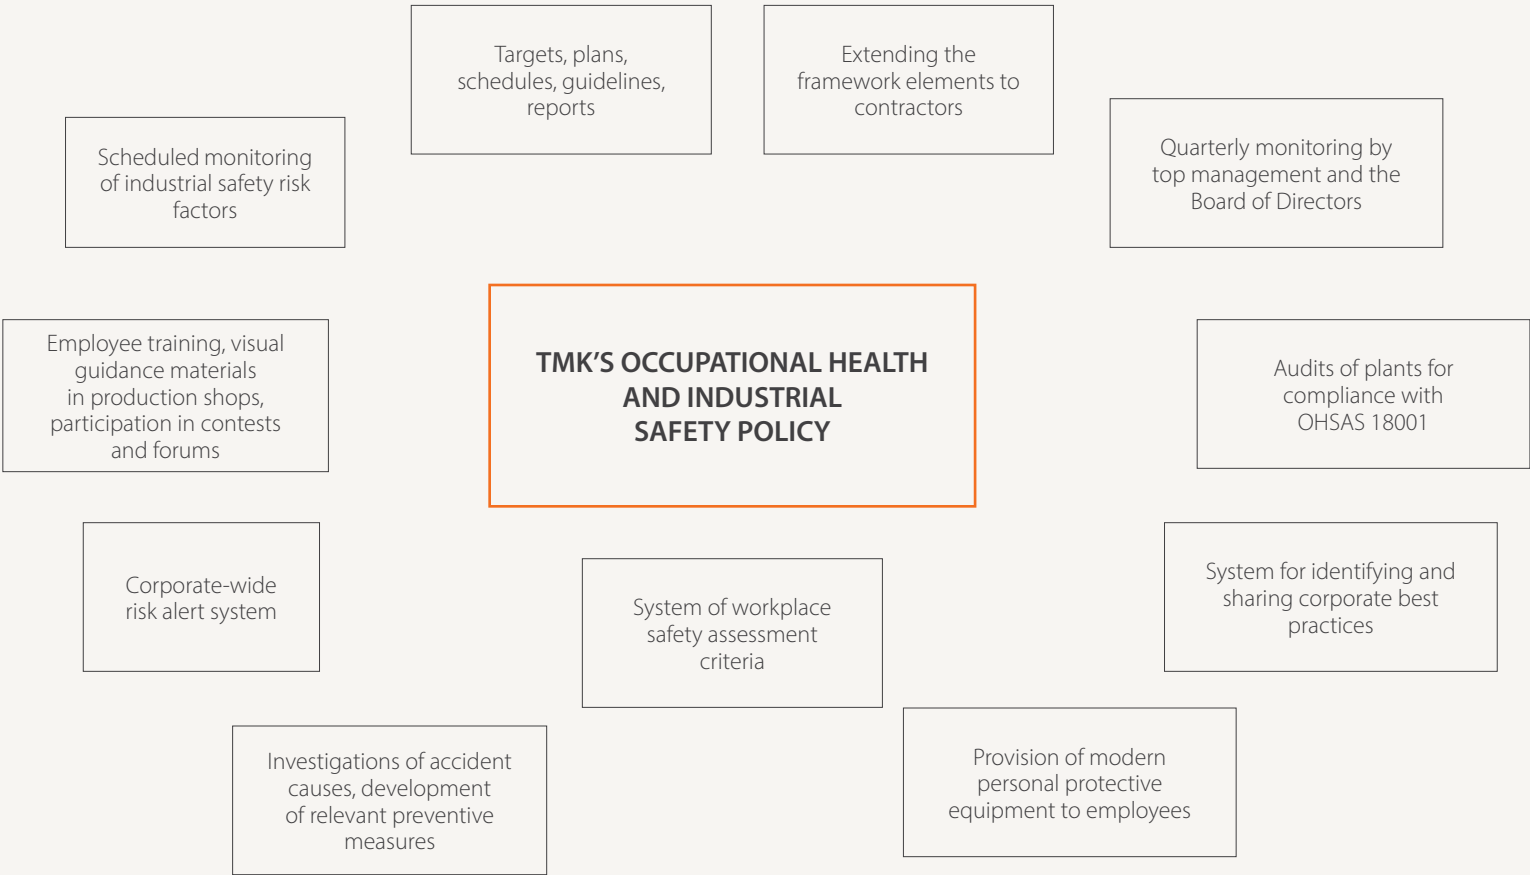 Targets, plans,
schedules, guidelines,
reports
Extending the
framework elements to
contractors
Scheduled monitoring
of industrial safety risk
factors
Quarterly monitoring by
top management and the
Board of Directors
Employee training, visual
guidance materials
in production shops,
participation in contests
and forums
TMK'S OCCUPATIONAL HEALTH
AND INDUSTRIAL
SAFETY POLICY
Audits of plants for
compliance with
OHSAS 18001
Corporate-wide
risk alert system
System of workplace
safety assessment
criteria
System for identifying and
sharing corporate best
practices
Investigations of accident
causes, development
of relevant preventive
measures
Provision of modern
personal protective
equipment to employees